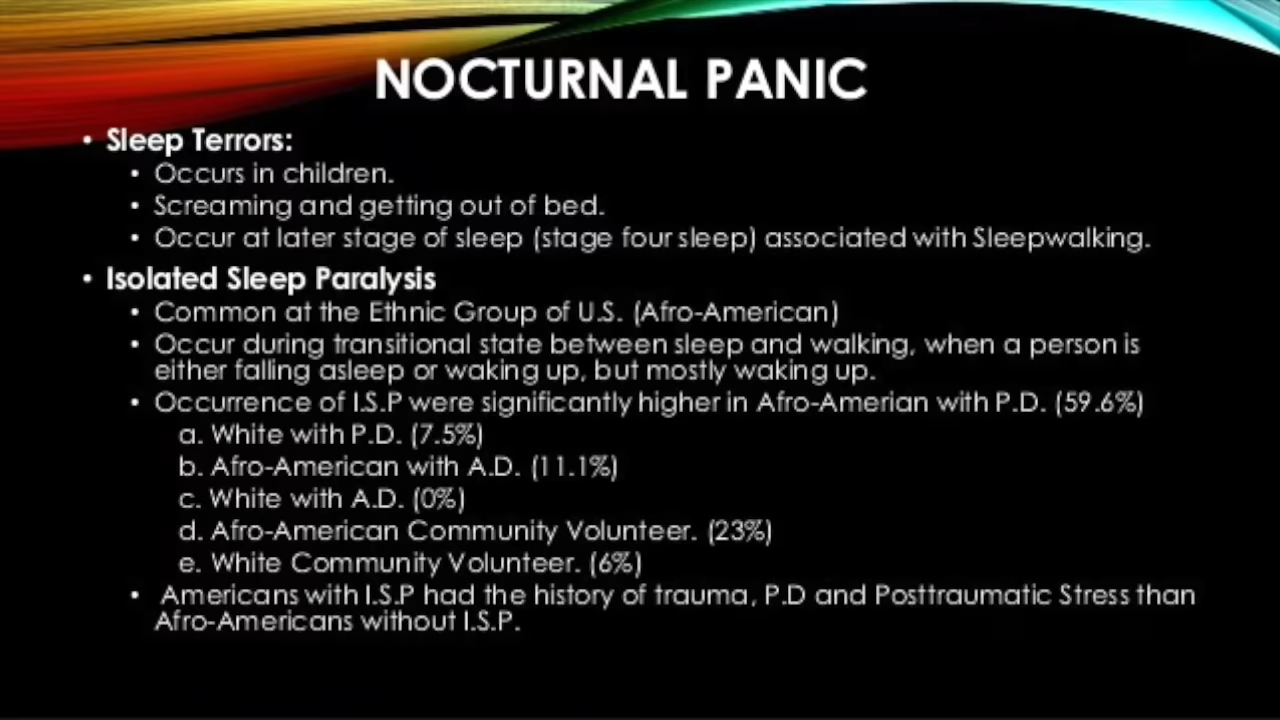 NOCTURNAL PANIC
• Sleep Terrors:
• Occurs in children.
• Screaming and getting out of bed.
• Occur at later stage of sleep (stage four sleep) associated with Sleepwalking.
• Isolated Sleep Paralysis
• Common at the Ethnic Group of U.S. (Afro-American)
• Occur during transitional state between sleep and walking, when a person is
either falling asleep or waking up, but mostly waking up.
• Occurrence of I.S.P were significantly higher in Afro-Amerian with P.D. (59.6%)
a. White with P.D. (7.5%)
b. Afro-American with A.D. (11.1%)
c. White with A.D. (0%)
d. Afro-American Community Volunteer. (23%)
e. White Community Volunteer. (6%)
• Americans with I.S.P had the history of trauma, P.D and Posttraumatic Stress than
Afro-Americans without I.S.P.